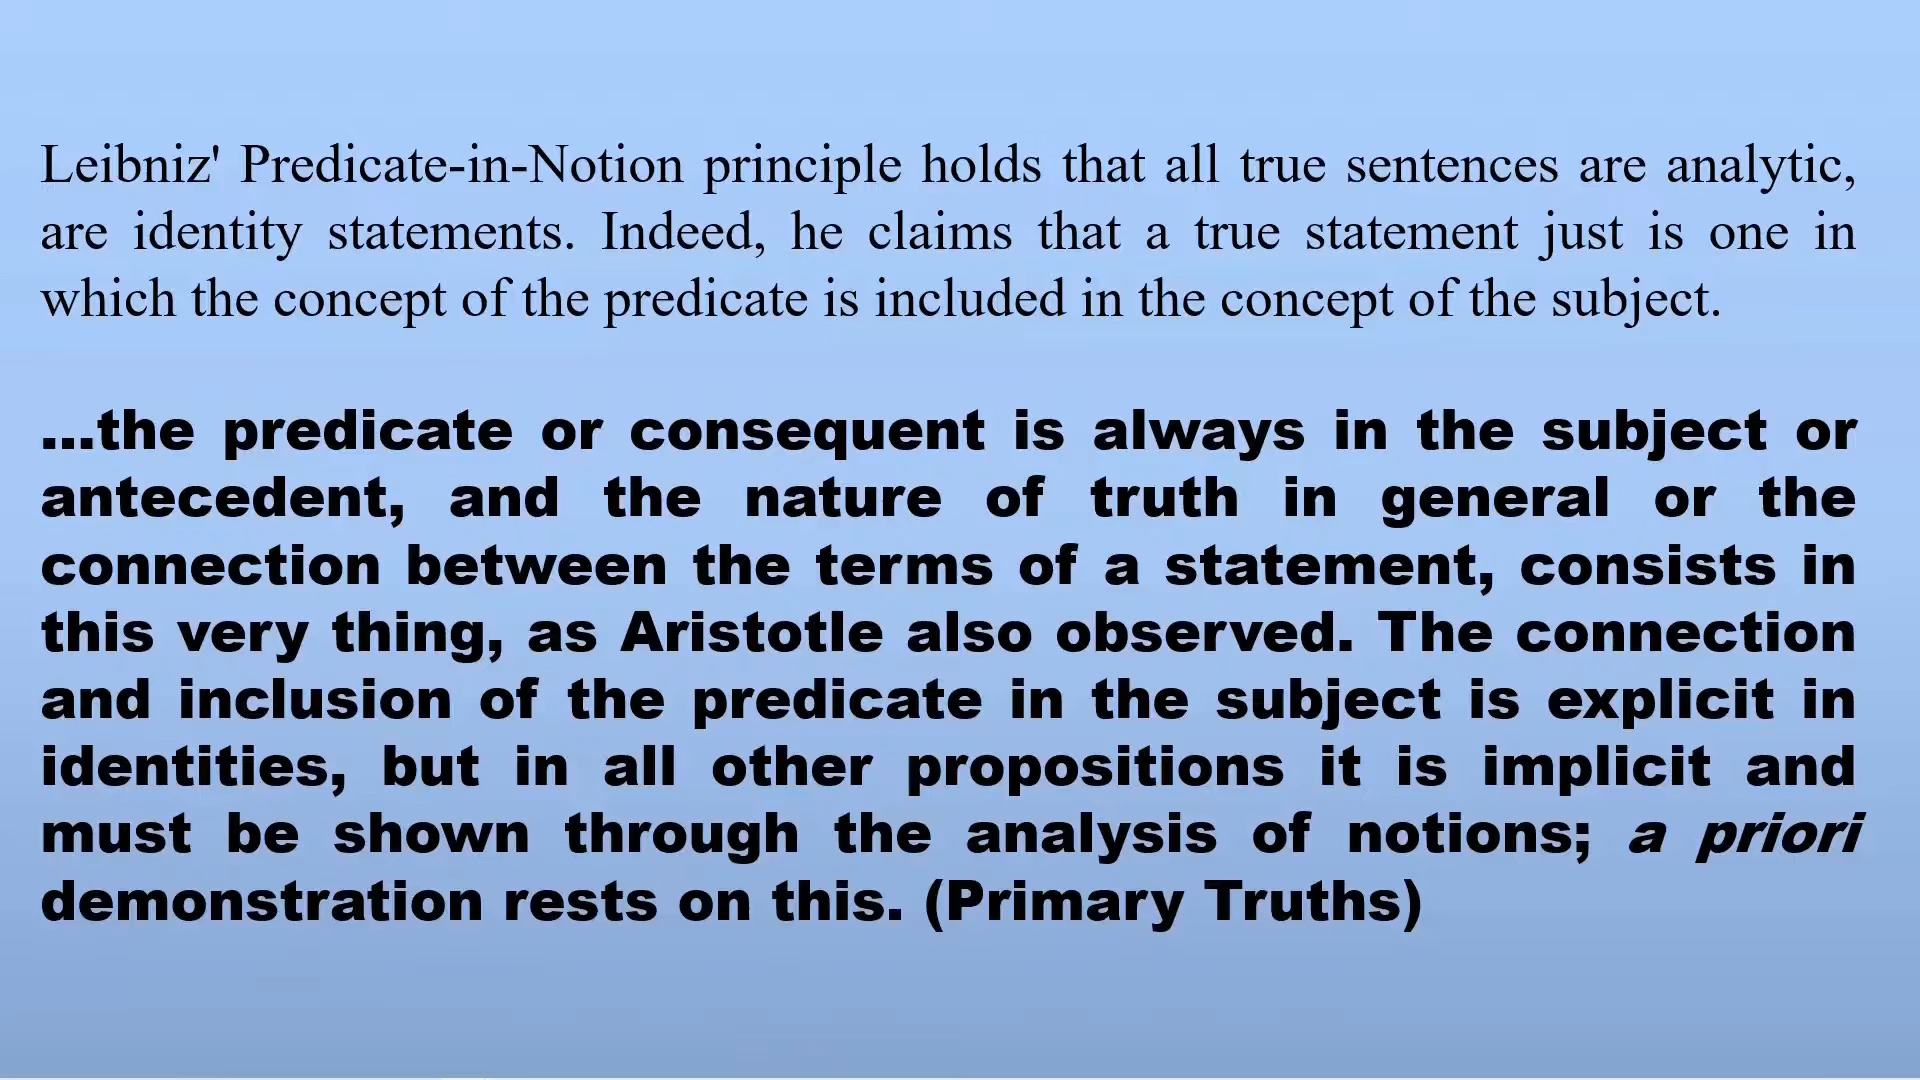 Leibniz' Predicate-in-Notion principle holds that all true sentences are analytic,
are identity statements. Indeed, he claims that a true statement just is one in
which the concept of the predicate is included in the concept of the subject.
...the predicate or consequent is always in the subject or
antecedent, and the nature of truth in general or the
connection between the terms of a statement, consists in
this very thing, as Aristotle also observed. The connection
and inclusion of the predicate in the subject is explicit in
identities, but in all other propositions it is implicit and
must be shown through the analysis of notions; a priori
demonstration rests on this. (Primary Truths)